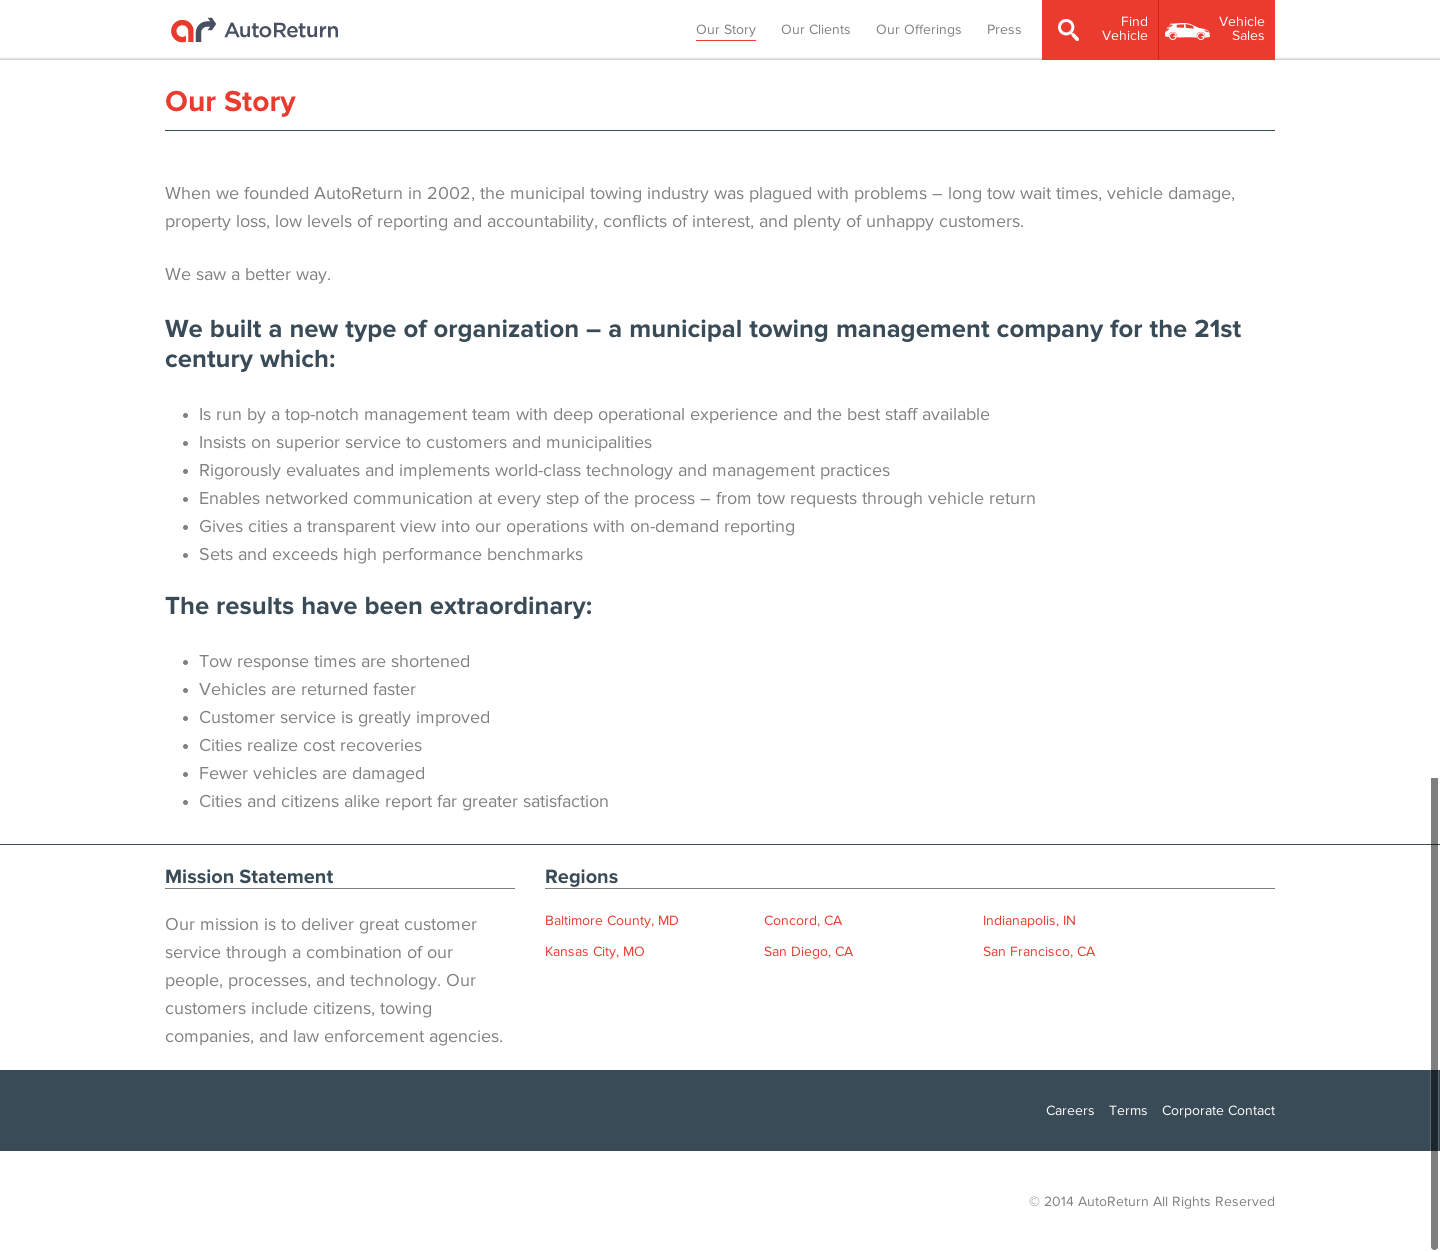 ar AutoReturn
Our Story
Our Clients
Our Offerings
Press
Find
Vehicle
Vehicle
Sales
Our Story
When we founded AutoReturn in 2002, the municipal towing industry was plagued with problems – long tow wait times, vehicle damage,
property loss, low levels of reporting and accountability, conflicts of interest, and plenty of unhappy customers.
We saw a better way.
We built a new type of organization – a municipal towing management company for the 21st
century which:
• Is run by a top-notch management team with deep operational experience and the best staff available
• Insists on superior service to customers and municipalities
• Rigorously evaluates and implements world-class technology and management practices
• Enables networked communication at every step of the process – from tow requests through vehicle return
• Gives cities a transparent view into our operations with on-demand reporting
• Sets and exceeds high performance benchmarks
The results have been extraordinary:
• Tow response times are shortened
• Vehicles are returned faster
• Customer service is greatly improved
• Cities realize cost recoveries
• Fewer vehicles are damaged
• Cities and citizens alike report far greater satisfaction
Mission Statement
Our mission is to deliver great customer
service through a combination of our
people, processes, and technology. Our
customers include citizens, towing
companies, and law enforcement agencies.
Regions
Baltimore County, MD
Concord, CA
Indianapolis, IN
Kansas City, MO
San Diego, CA
San Francisco, CA
Careers
Terms
Corporate Contact
© 2014 AutoReturn All Rights Reserved